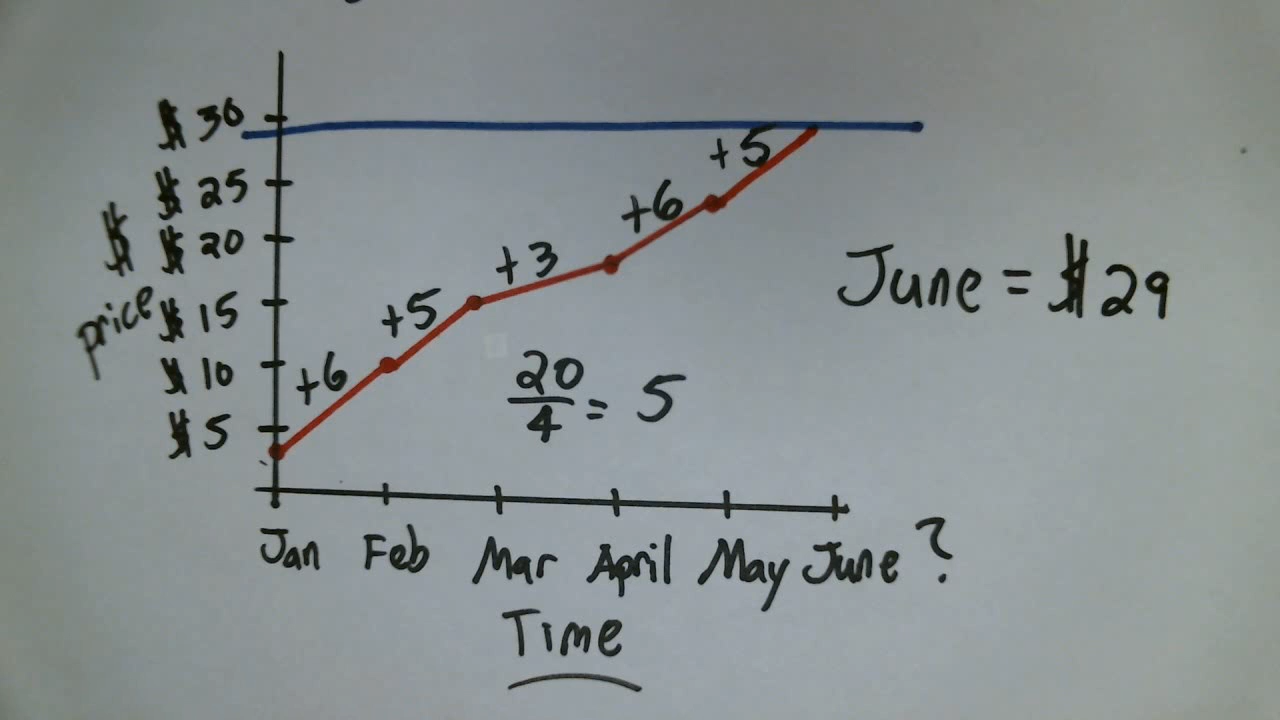 $ 30
$ 25
$ 20
$ 15
$ 10
$ 5
$ price
+6
+5
+3
+6
+5
20/4 = 5
June = $29
Jan Feb Mar April May June ?
Time